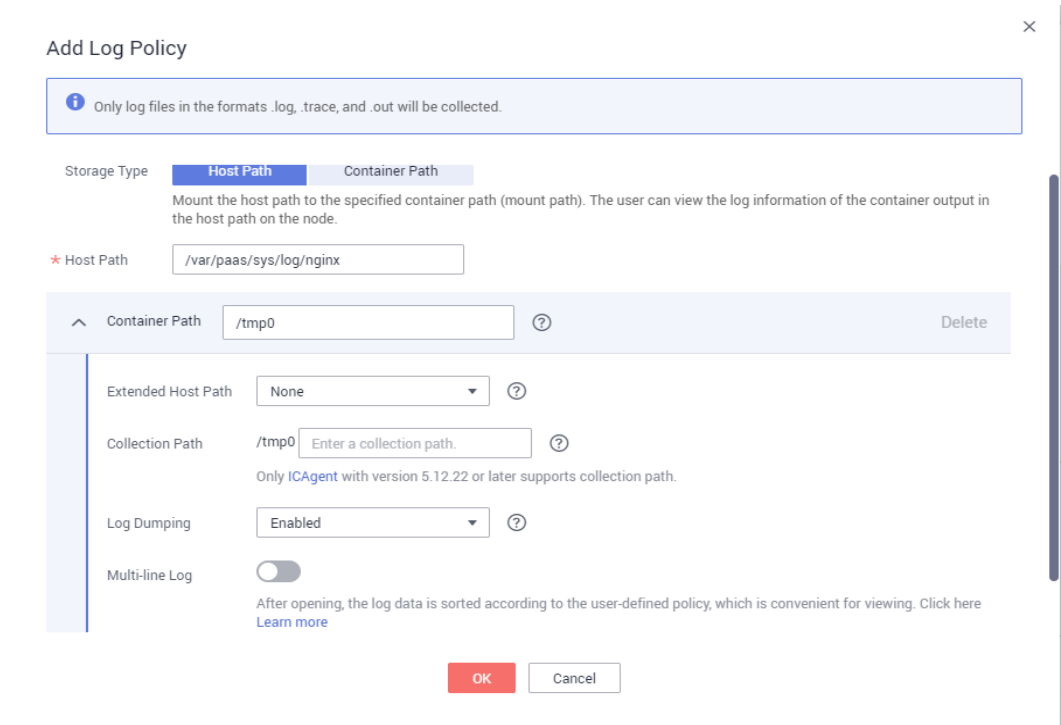 Add Log Policy
Only log files in the formats .log, .trace, and .out will be collected.
Storage Type Host Path Container Path
Mount the host path to the specified container path (mount path). The user can view the log information of the container output in
the host path on the node.
* Host Path /var/paas/sys/log/nginx
Container Path /tmp0 Delete
Extended Host Path None
Collection Path /tmp0 Enter a collection path.
Only ICAgent with version 5.12.22 or later supports collection path.
Log Dumping Enabled
Multi-line Log
After opening, the log data is sorted according to the user-defined policy, which is convenient for viewing. Click here
Learn more
OK Cancel